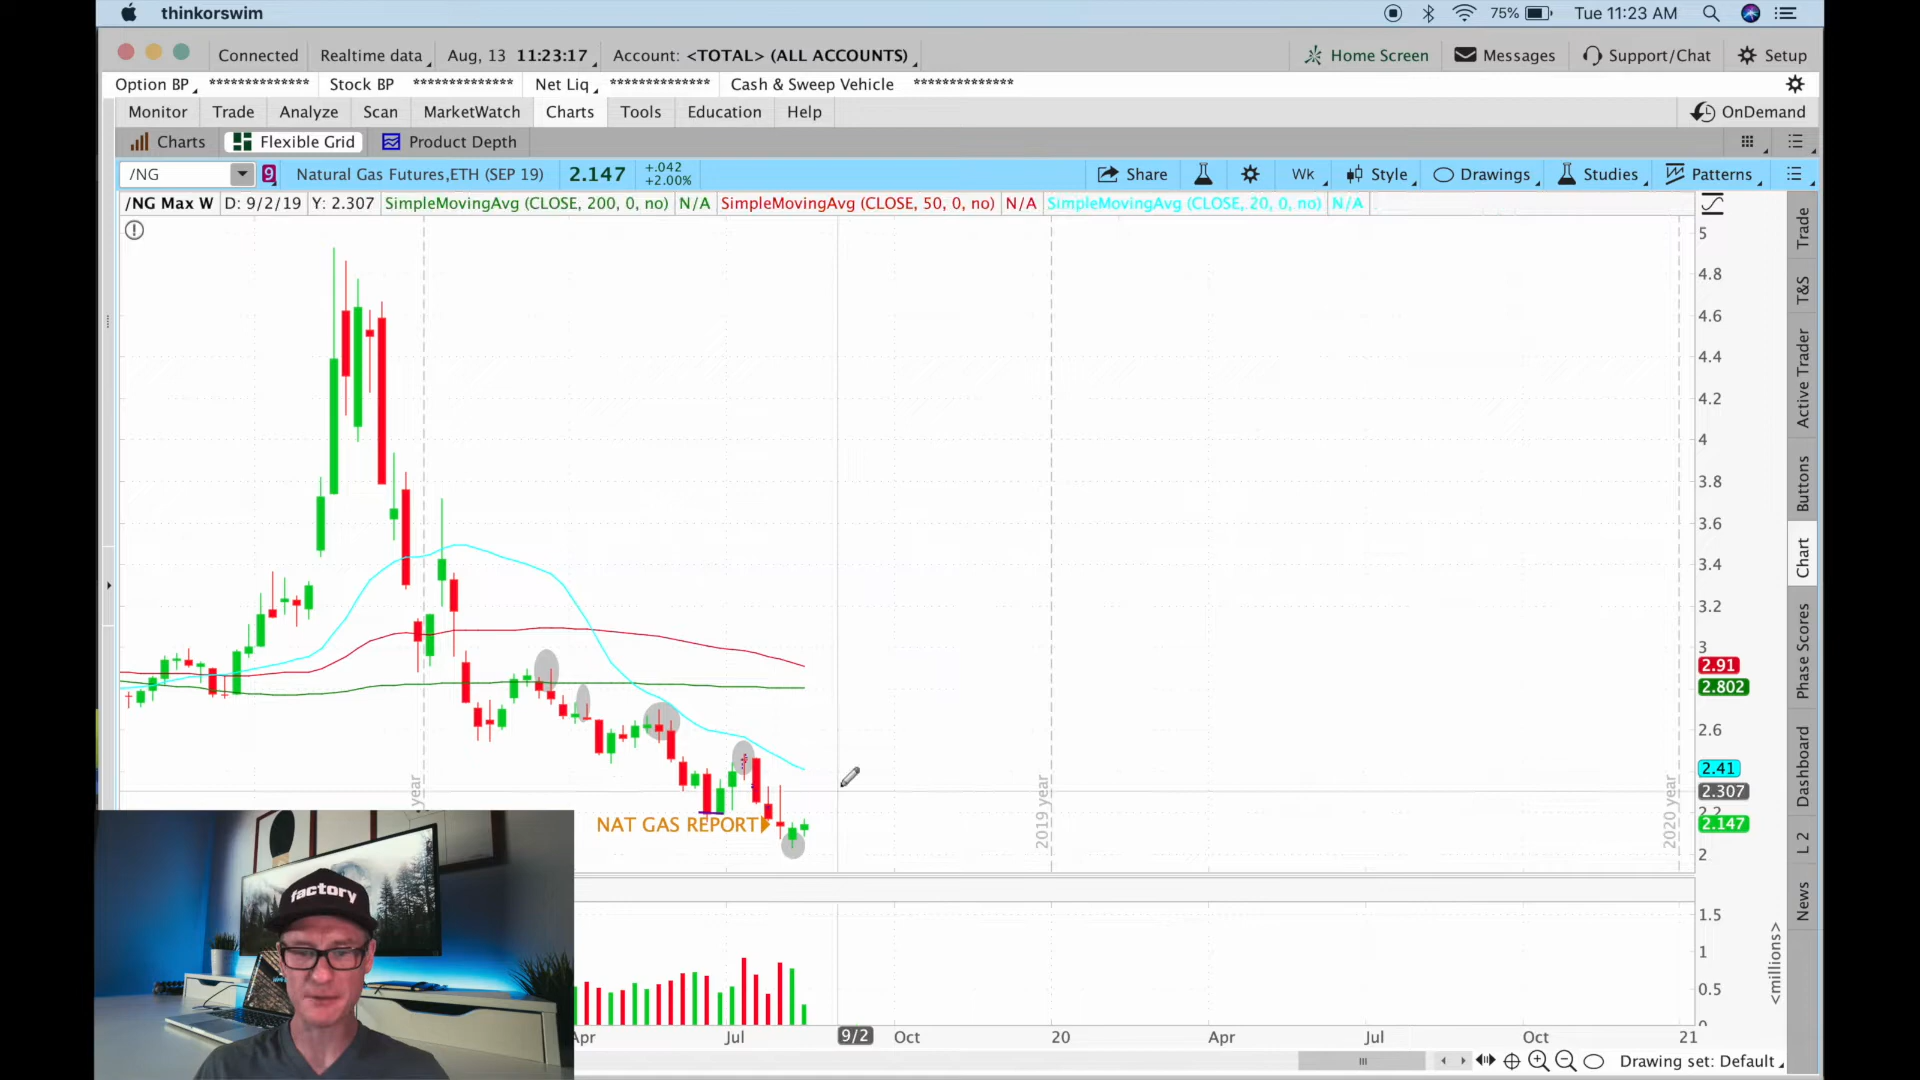 thinkorswim 75% Tue 11:23 AM
Connected Realtime data Aug, 13 11:23:17 Account: <TOTAL> (ALL ACCOUNTS) Home Screen Messages Support/Chat Setup
Option BP ************** Stock BP ************** Net Liq ************** Cash & Sweep Vehicle **************
Monitor Trade Analyze Scan MarketWatch Charts Tools Education Help OnDemand
Charts Flexible Grid Product Depth
/NG 9 Natural Gas Futures,ETH (SEP 19) 2.147 +.042 +2.00% Share Wk Style Drawings Studies Patterns
/NG Max W D: 9/2/19 Y: 2.307 SimpleMovingAvg (CLOSE, 200, 0, no) N/A SimpleMovingAvg (CLOSE, 50, 0, no) N/A SimpleMovingAvg (CLOSE, 20, 0, no) N/A
5
4.8
4.6
4.4
4.2
4
3.8
3.6
3.4
3.2
3
2.91
2.802
2.6
2.41
2.307
2.2
2.147
2
year
2019 year
2020 year
NAT GAS REPORT
factory
1.5
1
0.5
0
<millions>
Apr Jul 9/2 Oct 20 Apr Jul Oct 21
Drawing set: Default
Trade
T&S
Active Trader
Buttons
Chart
Phase Scores
Dashboard
L 2
News